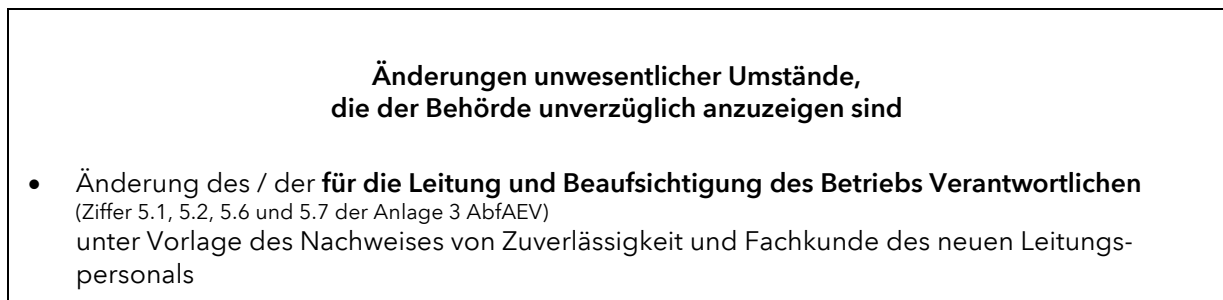 Änderungen unwesentlicher Umstände,
die der Behörde unverzüglich anzuzeigen sind
• Änderung des / der für die Leitung und Beaufsichtigung des Betriebs Verantwortlichen
(Ziffer 5.1, 5.2, 5.6 und 5.7 der Anlage 3 AbfAEV)
unter Vorlage des Nachweises von Zuverlässigkeit und Fachkunde des neuen Leitungs-
personals